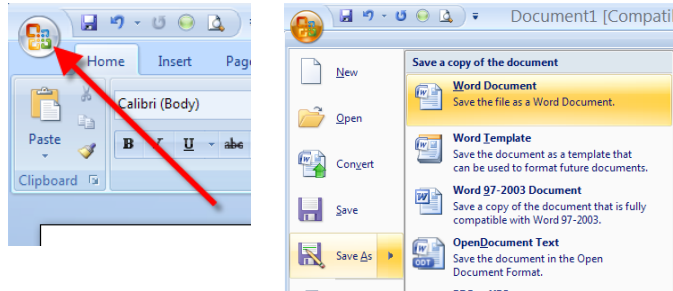 Home Insert Pag
Calibri (Body)
Paste
B I U abc
Clipboard
Document1 [Compati
New
Open
Convert
Save
Save As
Save a copy of the document
Word Document
Save the file as a Word Document.
Word Template
Save the document as a template that
can be used to format future documents.
Word 97-2003 Document
Save a copy of the document that is fully
compatible with Word 97-2003.
OpenDocument Text
Save the document in the Open
Document Format.
ODT